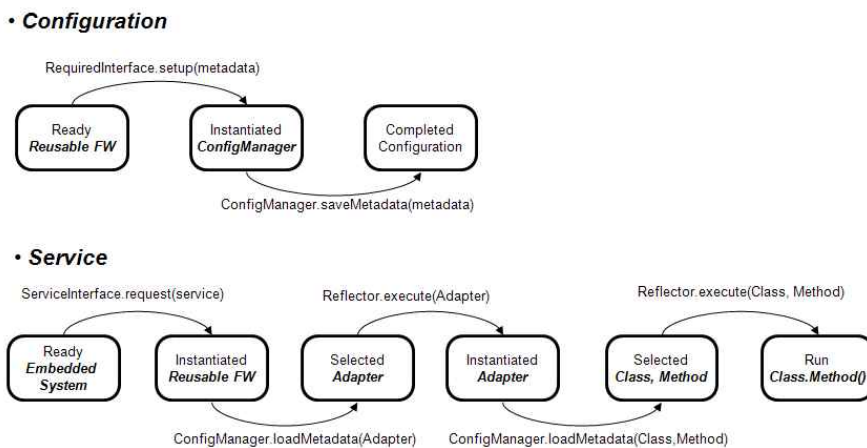 • Configuration
RequiredInterface.setup(metadata)
Ready
Reusable FW
Instantiated
ConfigManager
Completed
Configuration
ConfigManager.saveMetadata(metadata)
• Service
ServiceInterface.request(service)
Reflector.execute(Adapter)
Reflector.execute(Class, Method)
Ready
Embedded
System
Instantiated
Reusable FW
Selected
Adapter
Instantiated
Adapter
Selected
Class, Method
Run
Class.Method()
ConfigManager.loadMetadata(Adapter)
ConfigManager.loadMetadata(Class,Method)